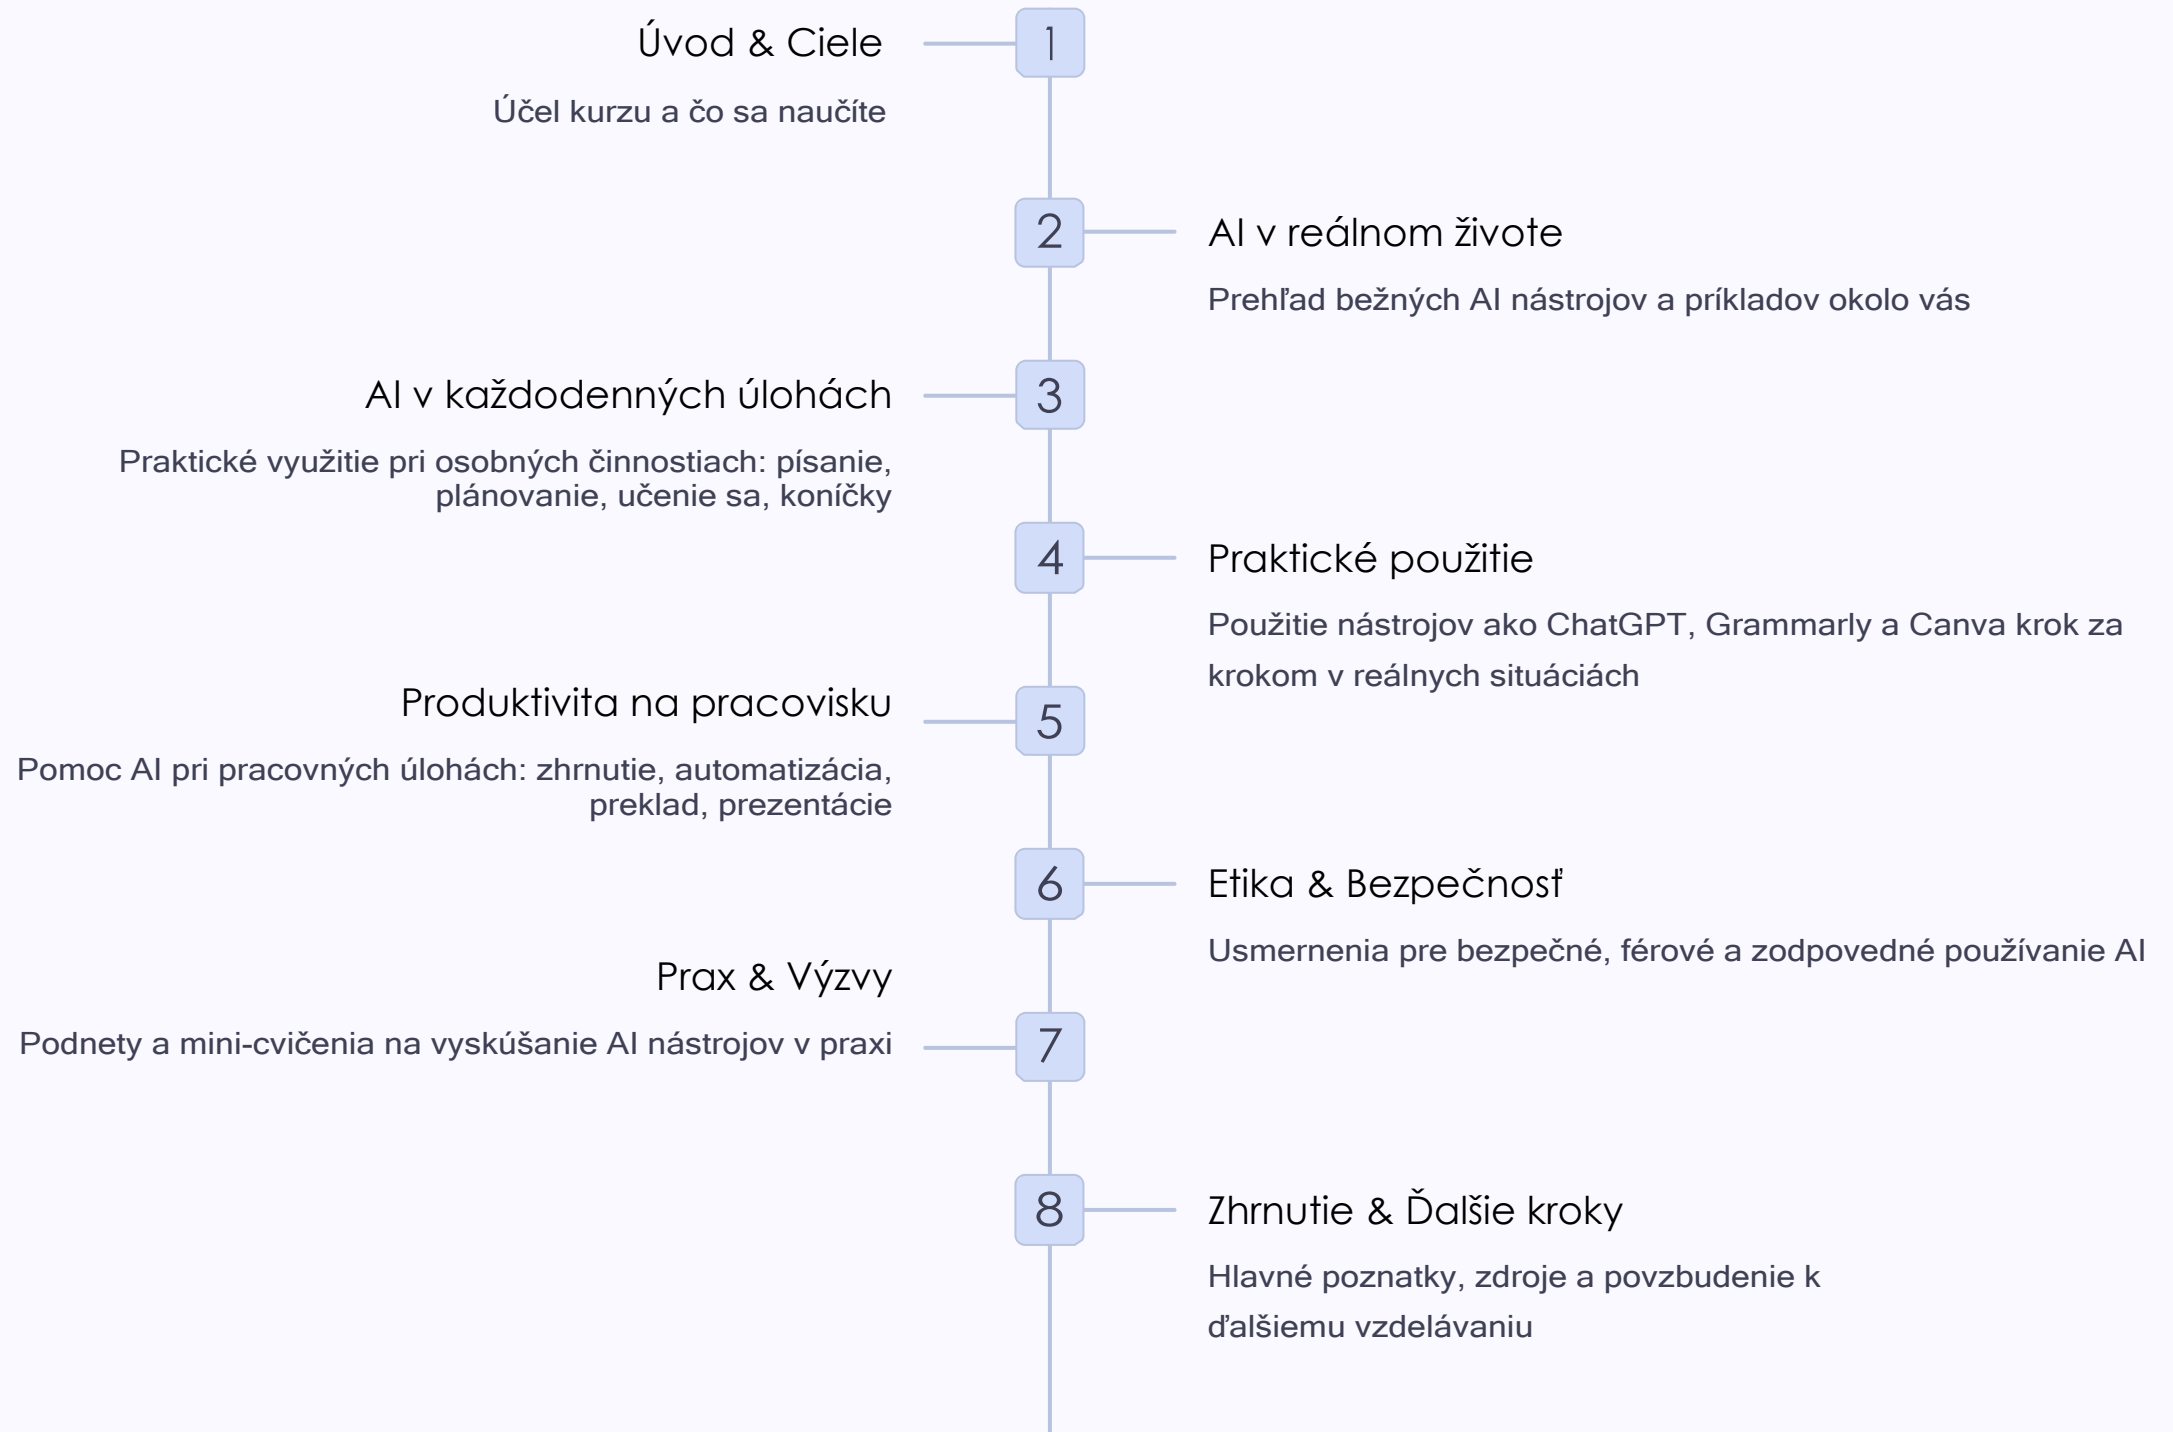 Úvod & Ciele
1
Účel kurzu a čo sa naučíte
2
AI v reálnom živote
Prehľad bežných AI nástrojov a príkladov okolo vás
AI v každodenných úlohách
3
Praktické využitie pri osobných činnostiach: písanie,
plánovanie, učenie sa, koníčky
4
Praktické použitie
Použitie nástrojov ako ChatGPT, Grammarly a Canva krok za
krokom v reálnych situáciách
Produktivita na pracovisku
5
Pomoc AI pri pracovných úlohách: zhrnutie, automatizácia,
preklad, prezentácie
6
Etika & Bezpečnosť
Usmernenia pre bezpečné, férové a zodpovedné používanie AI
Prax & Výzvy
7
Podnety a mini-cvičenia na vyskúšanie AI nástrojov v praxi
8
Zhrnutie & Ďalšie kroky
Hlavné poznatky, zdroje a povzbudenie k
ďalšiemu vzdelávaniu